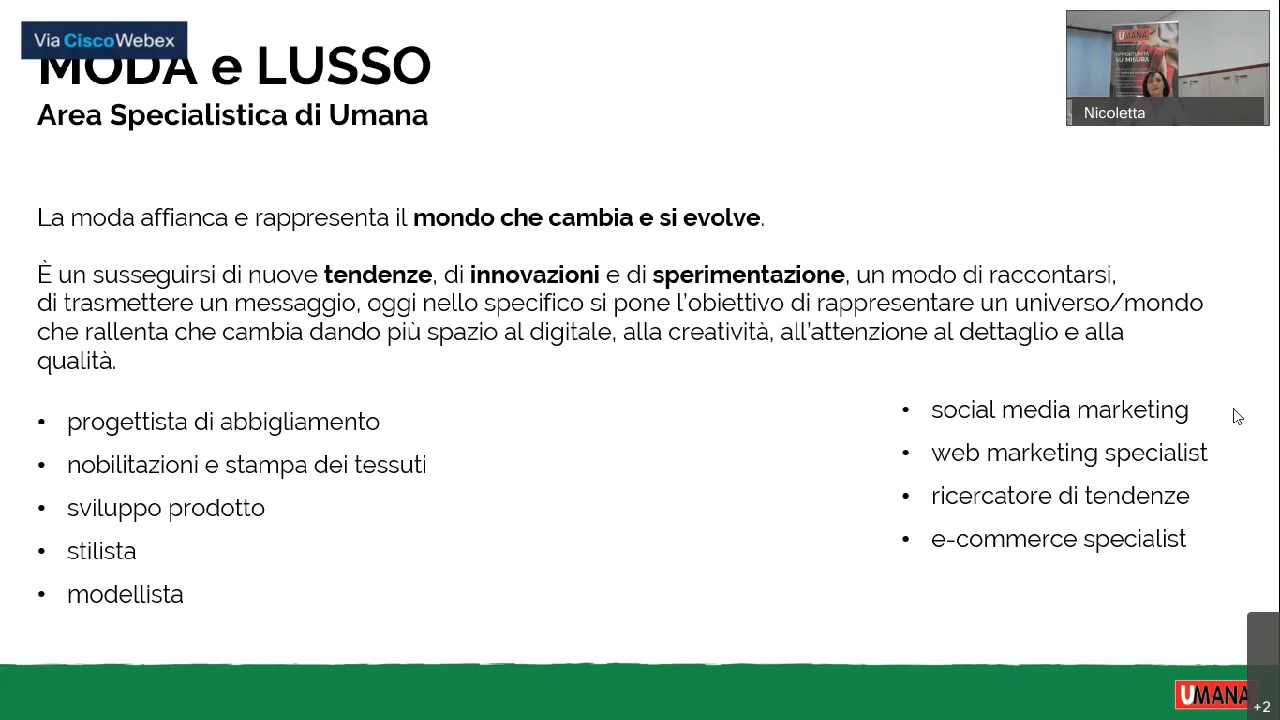 Via CiscoWebex
MODA e LUSSO
Area Specialistica di Umana
UMANA
OPPORTUNITÀ
SU MISURA
Nicoletta
La moda affianca e rappresenta il mondo che cambia e si evolve.
È un susseguirsi di nuove tendenze, di innovazioni e di sperimentazione, un modo di raccontarsi,
di trasmettere un messaggio, oggi nello specifico si pone l'obiettivo di rappresentare un universo/mondo
che rallenta che cambia dando più spazio al digitale, alla creatività, all'attenzione al dettaglio e alla
qualità.
• progettista di abbigliamento
• nobilitazioni e stampa dei tessuti
• sviluppo prodotto
• stilista
• modellista
• social media marketing
• web marketing specialist
• ricercatore di tendenze
• e-commerce specialist
UMANA
+2